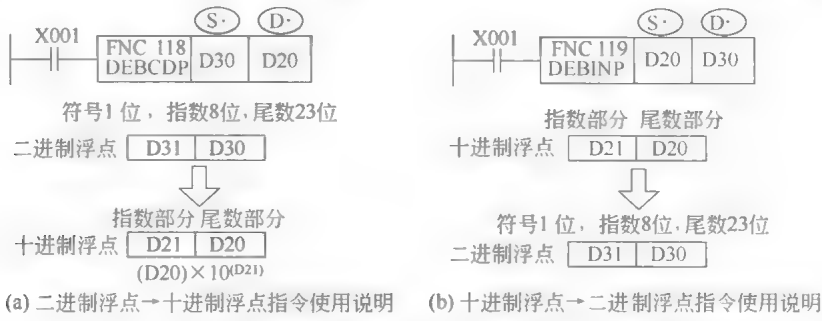 S· D·
X001
FNC 118
DEBCDP D30 D20
符号1位，指数8位,尾数23位
二进制浮点 D31 D30
指数部分 尾数部分
十进制浮点 D21 D20
(D20)×10(D21)
(a) 二进制浮点→十进制浮点指令使用说明
S· D·
X001
FNC 119
DEBINP D20 D30
指数部分 尾数部分
十进制浮点 D21 D20
符号1位，指数8位,尾数23位
二进制浮点 D31 D30
(b) 十进制浮点→二进制浮点指令使用说明